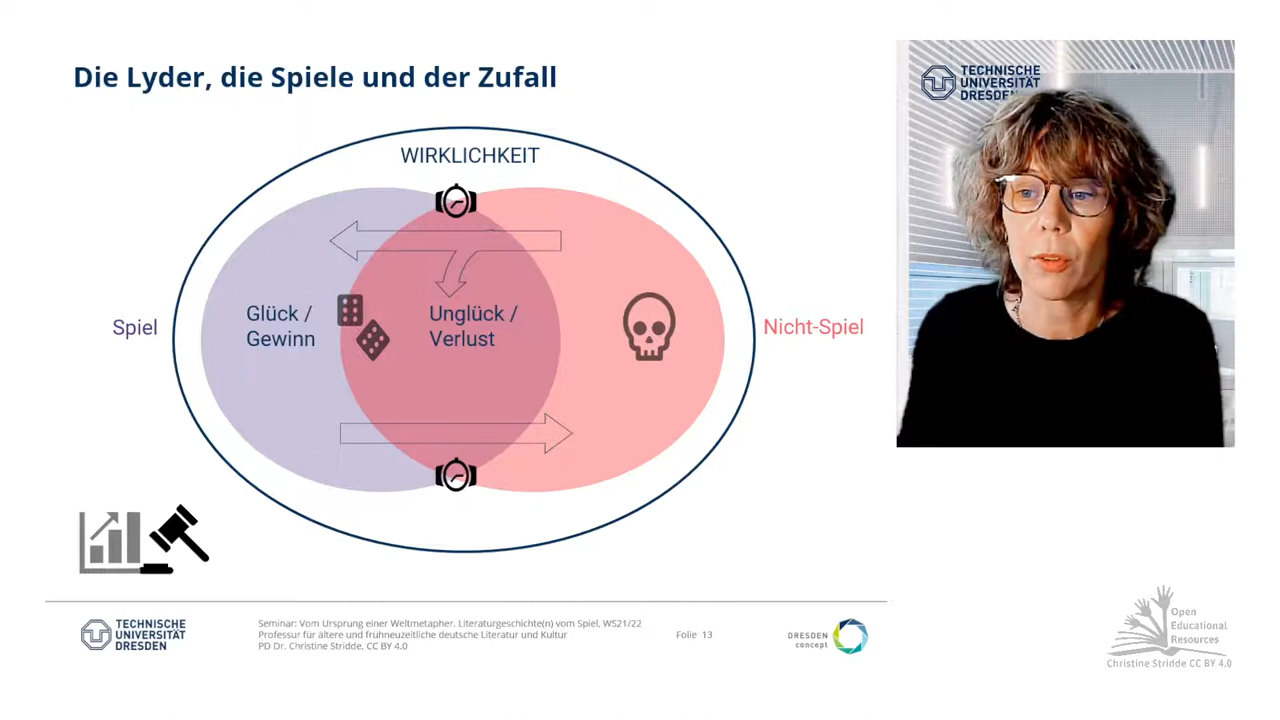 Die Lyder, die Spiele und der Zufall
TECHNISCHE
UNIVERSITÄT
DRESDEN
WIRKLICHKEIT
Spiel
Glück /
Gewinn
Unglück /
Verlust
Nicht-Spiel
TECHNISCHE
UNIVERSITÄT
DRESDEN
Seminar: Vom Ursprung einer Weltmetapher. Literaturgeschichte(n) vom Spiel, WS21/22
Professur für ältere und frühneuzeitliche deutsche Literatur und Kultur
PD Dr. Christine Stridde, CC BY 4.0
Folie 13
DRESDEN
concept
Open
Educational
Resources
Christine Stridde CC BY 4.0